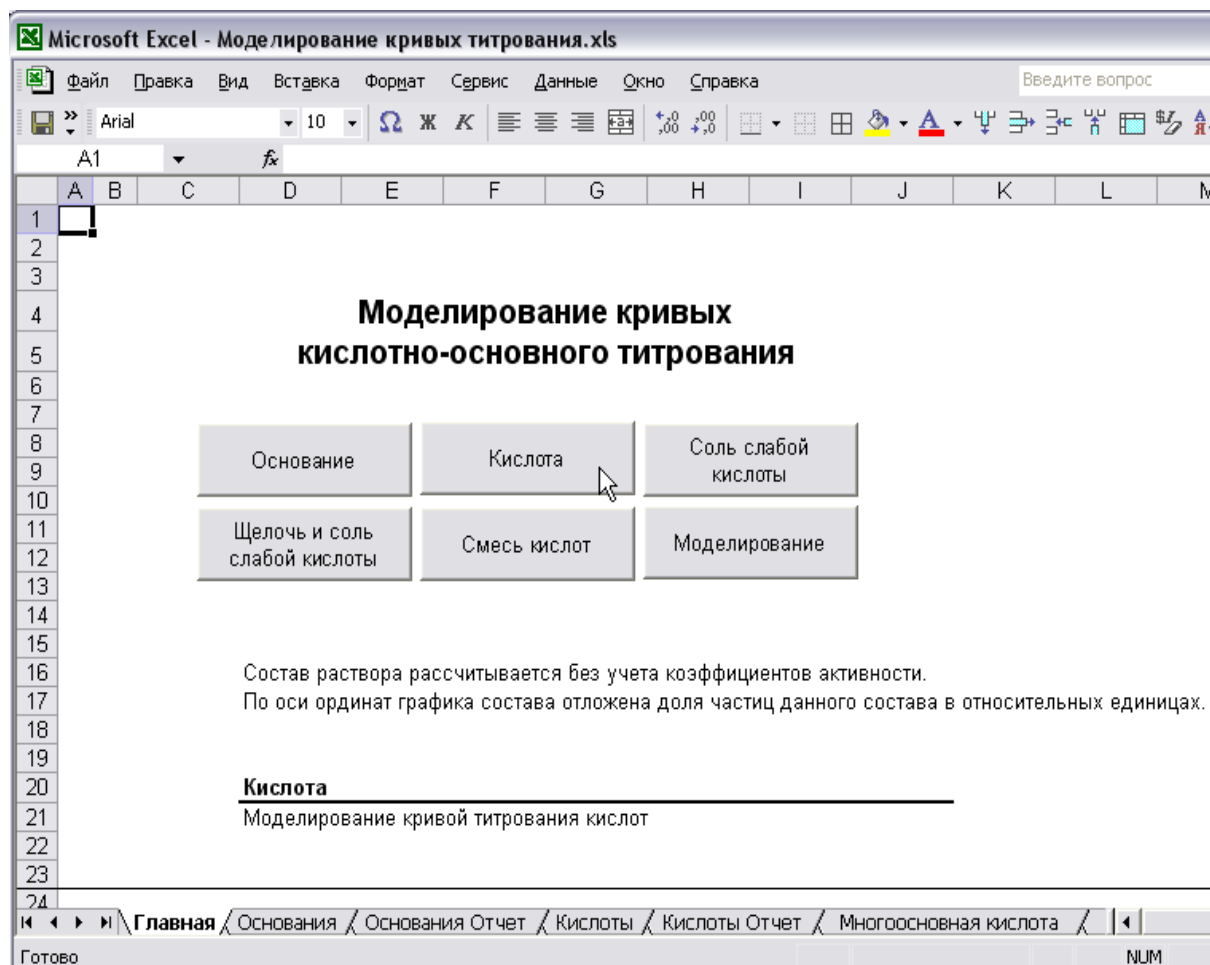 Microsoft Excel - Моделирование кривых титрования.xls
Файл Правка Вид Вставка Формат Сервис Данные Окно Справка Введите вопрос
Arial 10 Ω Ж К
A1 fx
A B C D E F G H I J K L
1
2
3
4 Моделирование кривых
5 кислотно-основного титрования
6
7
8
9
Основание Кислота Соль слабой
кислоты
10
11
12
Щелочь и соль
слабой кислоты Смесь кислот Моделирование
13
14
15
16 Состав раствора рассчитывается без учета коэффициентов активности.
17 По оси ординат графика состава отложена доля частиц данного состава в относительных единицах.
18
19
20 Кислота
21 Моделирование кривой титрования кислот
22
23
24
Главная Основания Основания Отчет Кислоты Кислоты Отчет Многоосновная кислота
Готово NUM